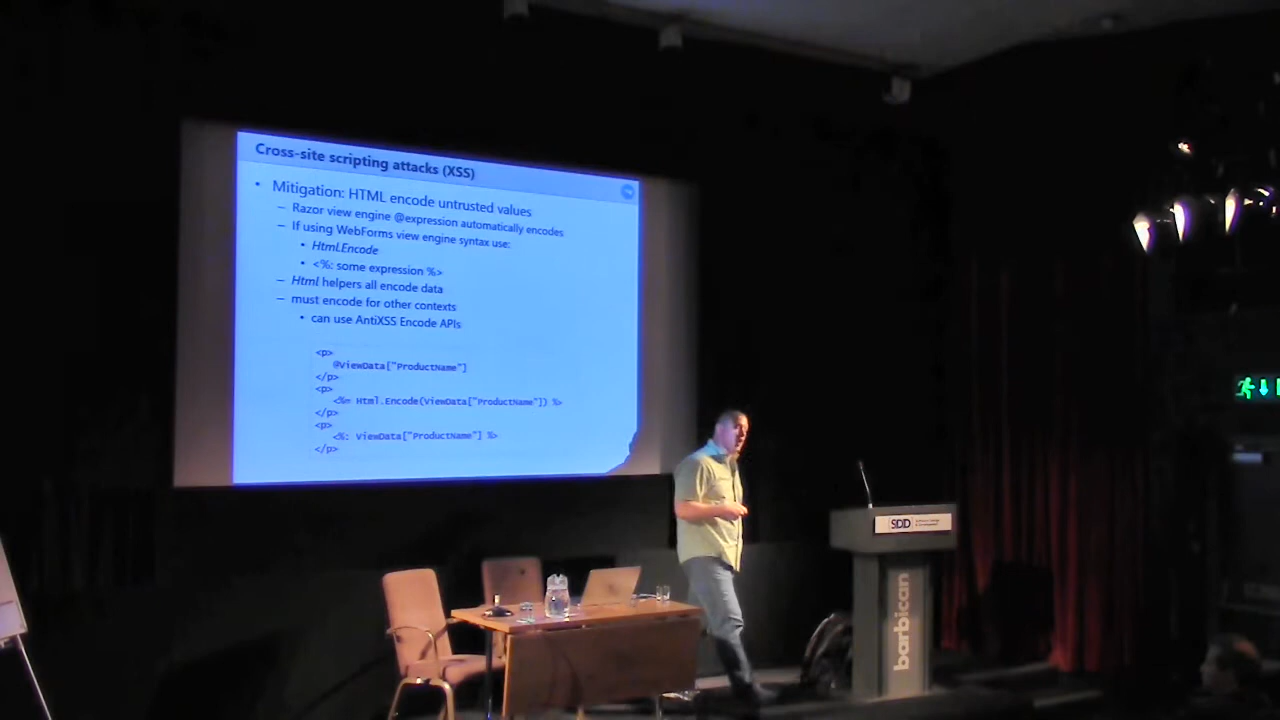 Cross-site scripting attacks (XSS)
• Mitigation: HTML encode untrusted values
– Razor view engine @expression automatically encodes
– If using WebForms view engine syntax use:
• Html.Encode
• <%: some expression %>
– Html helpers all encode data
– must encode for other contexts
• can use AntiXSS Encode APIs
<p>
@ViewData["ProductName"]
</p>
<p>
<%= Html.Encode(ViewData["ProductName"]) %>
</p>
<p>
<%: ViewData["ProductName"] %>
</p>
SDD
barbican